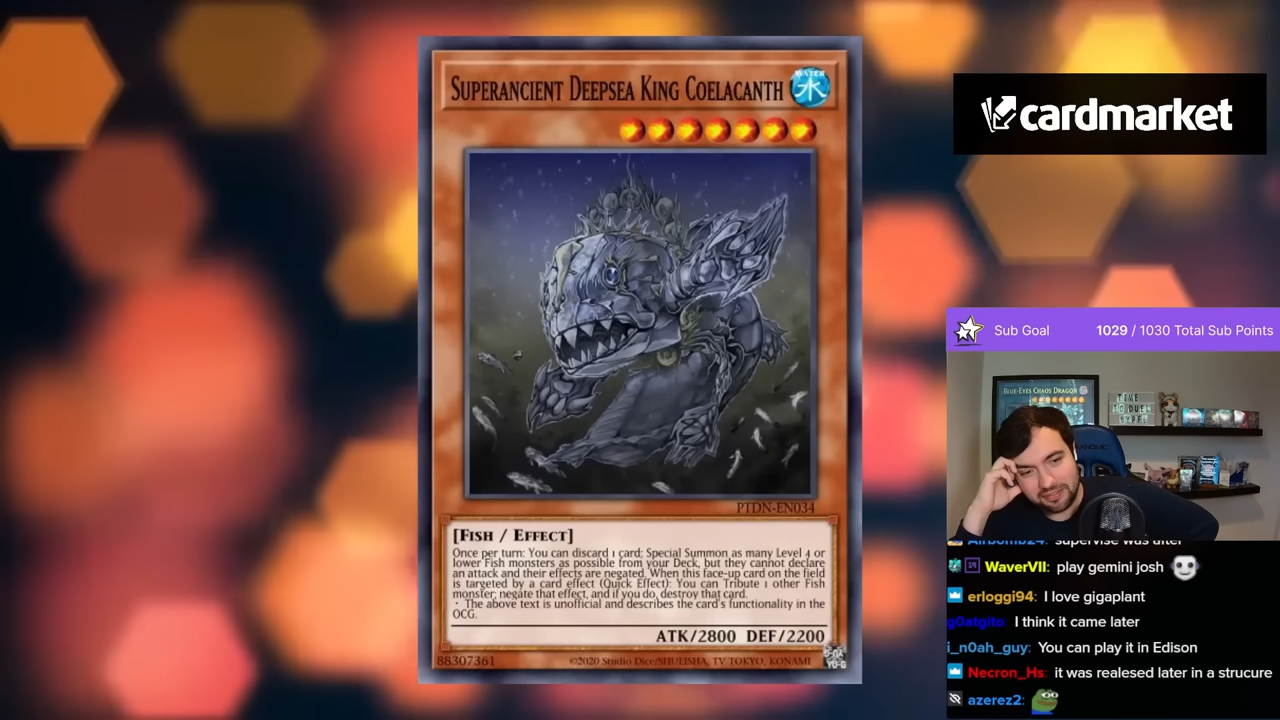 SUPERANCIENT DEEPSEA KING COELACANTH
WATER
水
PTDN-EN034
[FISH / EFFECT]
Once per turn: You can discard 1 card; Special Summon as many Level 4 or
lower Fish monsters as possible from your Deck, but they cannot declare
an attack and their effects are negated. When this face-up card on the field
is targeted by a card effect (Quick Effect): You can Tribute 1 other Fish
monster; negate that effect, and if you do, destroy that card.
· The above text is unofficial and describes the card's functionality in the
OCG.
ATK/2800 DEF/2200
88307361
©2020 Studio Dice/SHUEISHA, TV TOKYO, KONAMI
cardmarket
Sub Goal 1029 / 1030 Total Sub Points
BLUE-EYES CHAOS DRAGON
TIME
TO DUEL
supervise was after
WaverVII: play gemini josh
erloggi94: I love gigaplant
g0atgito: I think it came later
i_n0ah_guy: You can play it in Edison
Necron_Hs: it was realesed later in a strucure
azerez2: